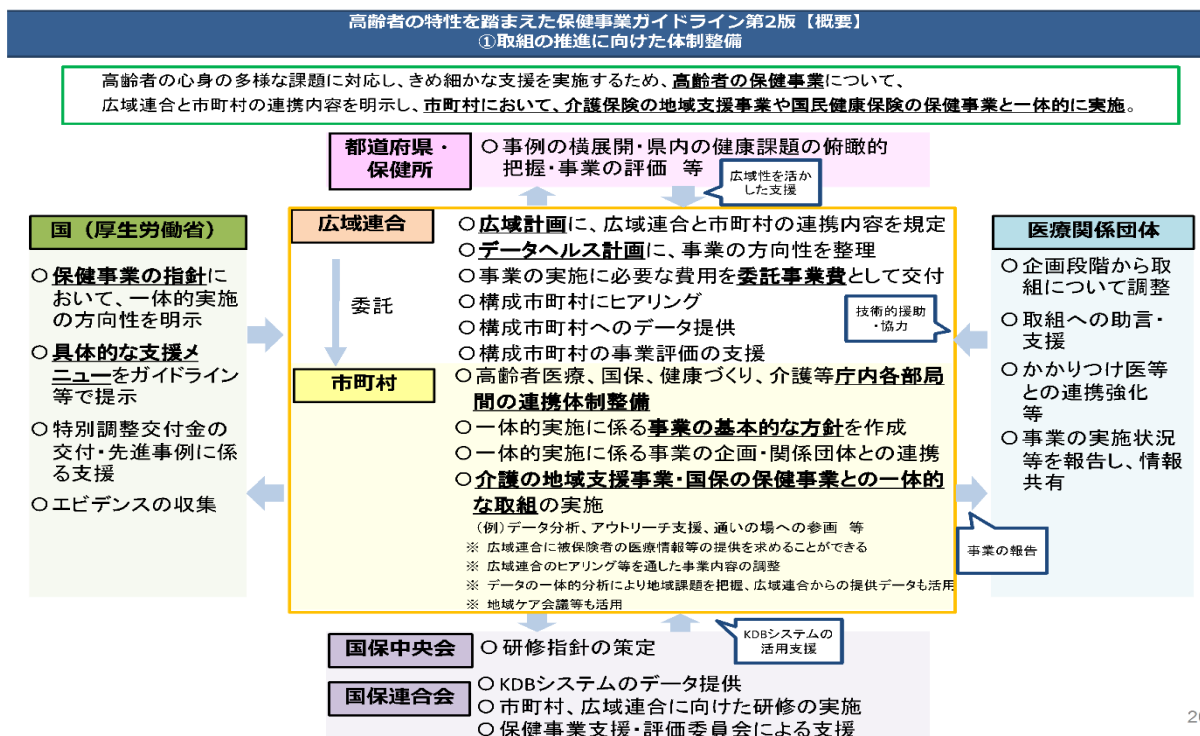 高齢者の特性を踏まえた保健事業ガイドライン第2版【概要】
①取組の推進に向けた体制整備
高齢者の心身の多様な課題に対応し、きめ細かな支援を実施するため、高齢者の保健事業について、
広域連合と市町村の連携内容を明示し、市町村において、介護保険の地域支援事業や国民健康保険の保健事業と一体的に実施。
都道府県・
保健所
○事例の横展開・県内の健康課題の俯瞰的
把握・事業の評価 等
広域性を活か
した支援
国（厚生労働省）
○保健事業の指針に
おいて、一体的実施
の方向性を明示
○具体的な支援メ
ニューをガイドライン
等で提示
○特別調整交付金の
交付・先進事例に係
る支援
○エビデンスの収集
広域連合
委託
○広域計画に、広域連合と市町村の連携内容を規定
○データヘルス計画に、事業の方向性を整理
○事業の実施に必要な費用を委託事業費として交付
○構成市町村にヒアリング
○構成市町村へのデータ提供
○構成市町村の事業評価の支援
市町村
○高齢者医療、国保、健康づくり、介護等庁内各部局
間の連携体制整備
○一体的実施に係る事業の基本的な方針を作成
○一体的実施に係る事業の企画・関係団体との連携
○介護の地域支援事業・国保の保健事業との一体的
な取組の実施
（例）データ分析、アウトリーチ支援、通いの場への参画 等
※ 広域連合に被保険者の医療情報等の提供を求めることができる
※ 広域連合のヒアリング等を通した事業内容の調整
※ データの一体的分析により地域課題を把握、広域連合からの提供データも活用
※ 地域ケア会議等も活用
技術的援助
・協力
医療関係団体
○企画段階から取
組について調整
○取組への助言・
支援
○かかりつけ医等
との連携強化
等
○事業の実施状況
等を報告し、情報
共有
事業の報告
KDBシステムの
活用支援
国保中央会
○研修指針の策定
国保連合会
○KDBシステムのデータ提供
○市町村、広域連合に向けた研修の実施
○保健事業支援・評価委員会による支援